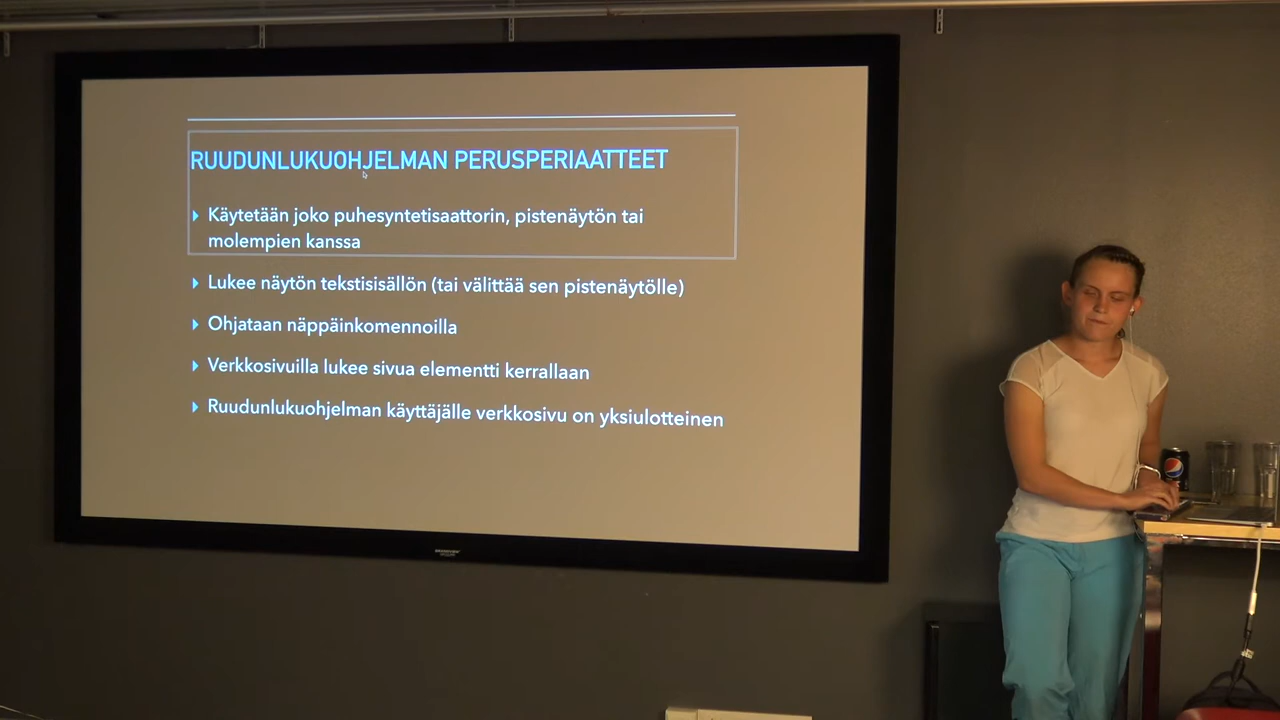 RUUDUNLUKUOHJELMAN PERUSPERIAATTEET
Käytetään joko puhesyntetisaattorin, pistenäytön tai
molempien kanssa
Lukee näytön tekstisisällön (tai välittää sen pistenäytölle)
Ohjataan näppäinkomennoilla
Verkkosivuilla lukee sivua elementti kerrallaan
Ruudunlukuohjelman käyttäjälle verkkosivu on yksiulotteinen